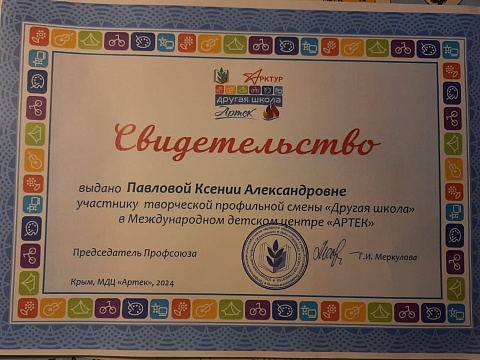 АРКТУР
ДРУГАЯ ШКОЛА
Артек
Свидетельство
выдано Павловой Ксении Александровне
участнику творческой профильной смены «Другая школа»
в Международном детском центре «АРТЕК»
Председатель Профсоюза
Г.И. Меркулова
Крым, МДЦ «Артек», 2024